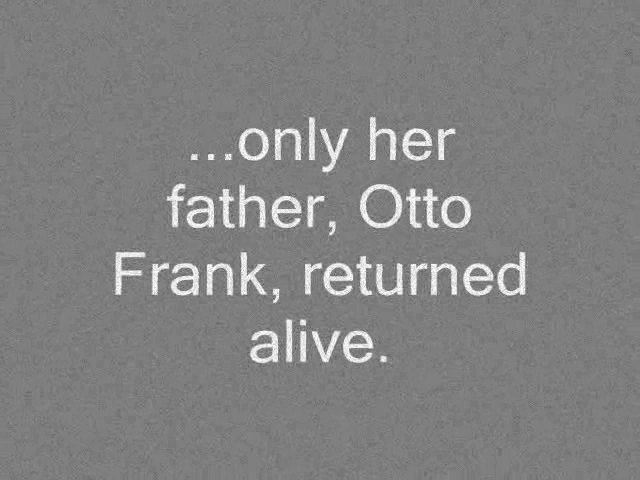 ...only her
father, Otto
Frank, returned
alive.